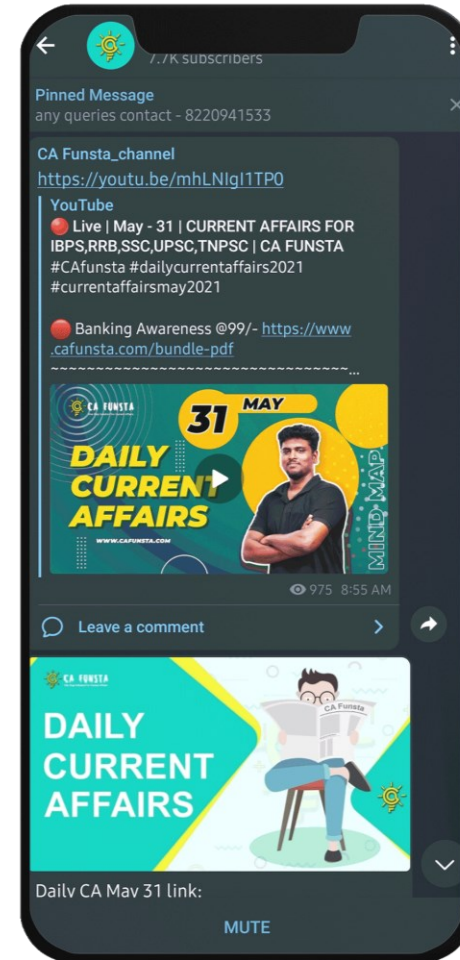 7.7K subscribers
Pinned Message
any queries contact - 8220941533
CA Funsta_channel
https://youtu.be/mhLNIgI1TP0
YouTube
🔴 Live | May - 31 | CURRENT AFFAIRS FOR
IBPS,RRB,SSC,UPSC,TNPSC | CA FUNSTA
#CAfunsta #dailycurrentaffairs2021
#currentaffairsmay2021
🔴 Banking Awareness @99/- https://www
.cafunsta.com/bundle-pdf
~~~~~~~~~~~~~~~~~~~~~~~~~~~~~~~~~...
CA FUNSTA
31 MAY
DAILY
CURRENT
AFFAIRS
WWW.CAFUNSTA.COM
MIND MAP
975 8:55 AM
Leave a comment
CA FUNSTA
CA Funsta
DAILY
CURRENT
AFFAIRS
Daily CA May 31 link:
MUTE